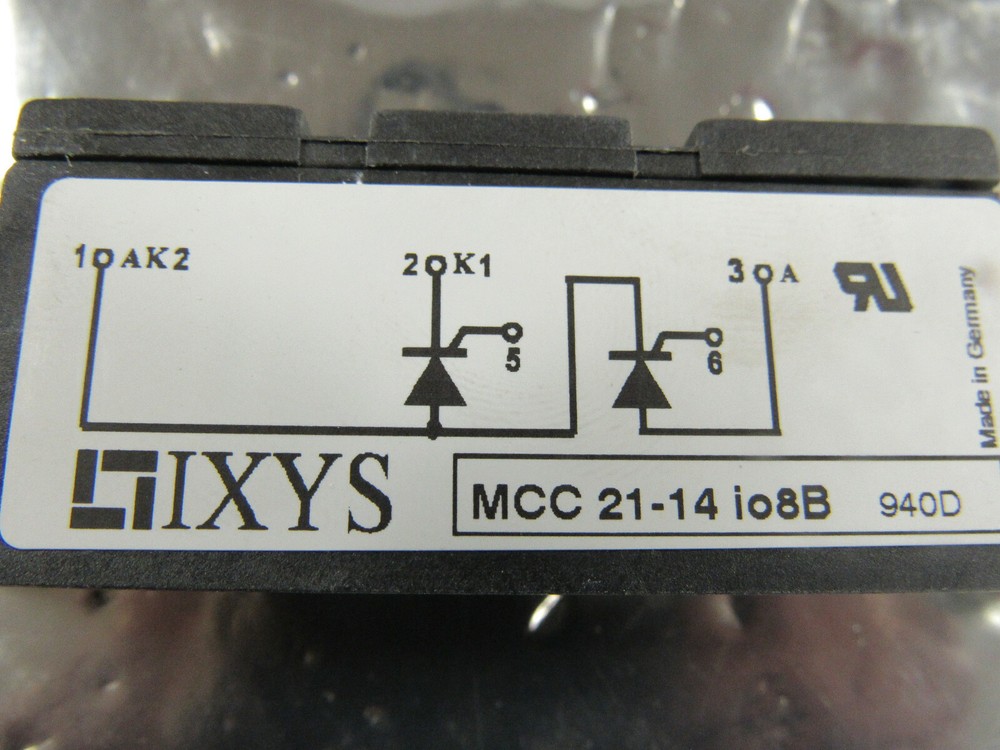 1 AK2 2 K1 3 A
5 6
IXYS
MCC 21-14 io8B 940D
Made in Germany